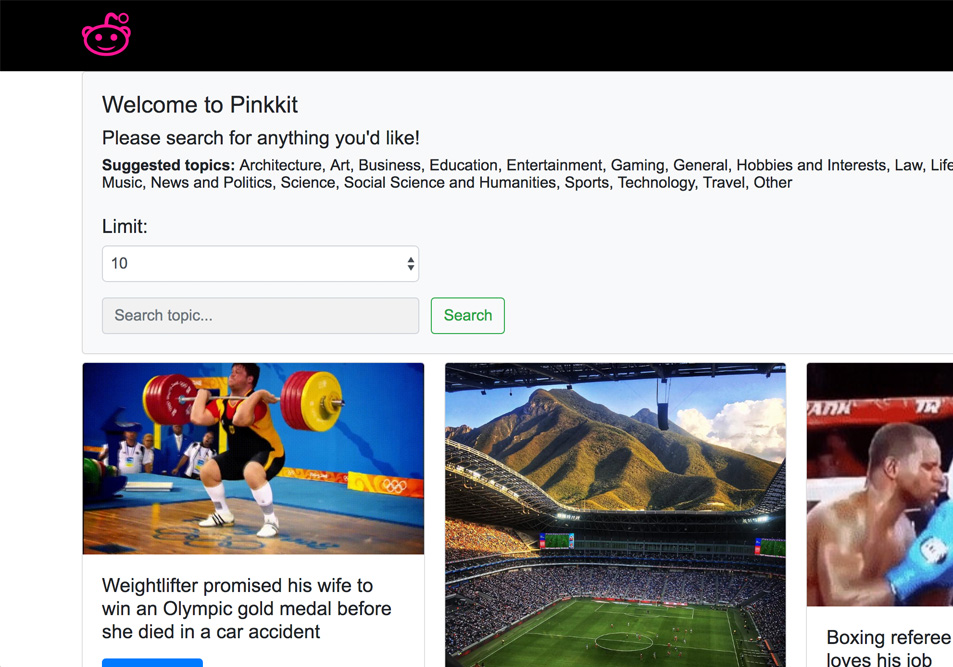 Welcome to Pinkkit
Please search for anything you'd like!
Suggested topics: Architecture, Art, Business, Education, Entertainment, Gaming, General, Hobbies and Interests, Law, Life
Music, News and Politics, Science, Social Science and Humanities, Sports, Technology, Travel, Other
Limit:
10
Search topic...
Search
Weightlifter promised his wife to
win an Olympic gold medal before
she died in a car accident
Boxing referee
loves his job